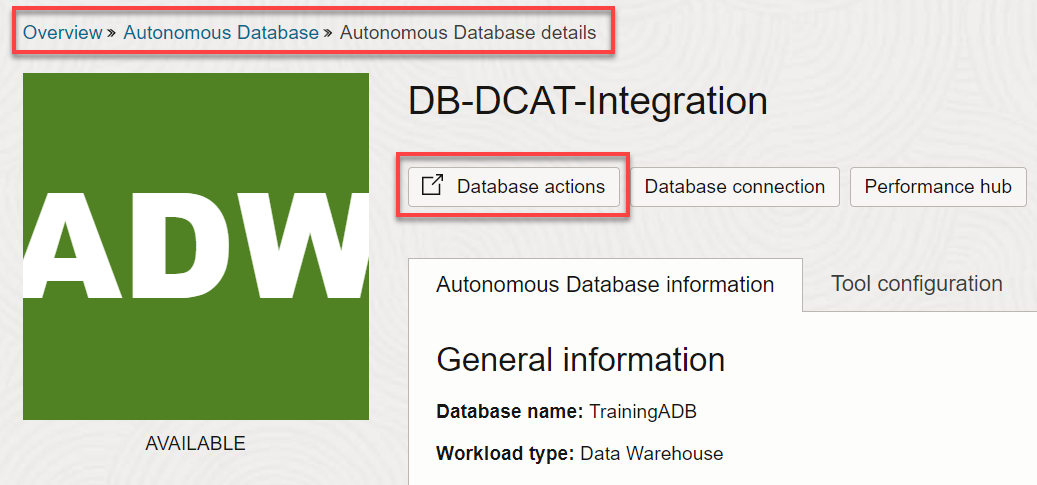 Overview » Autonomous Database » Autonomous Database details
DB-DCAT-Integration
Database actions
Database connection
Performance hub
ADW
AVAILABLE
Autonomous Database information
Tool configuration
General information
Database name: TrainingADB
Workload type: Data Warehouse